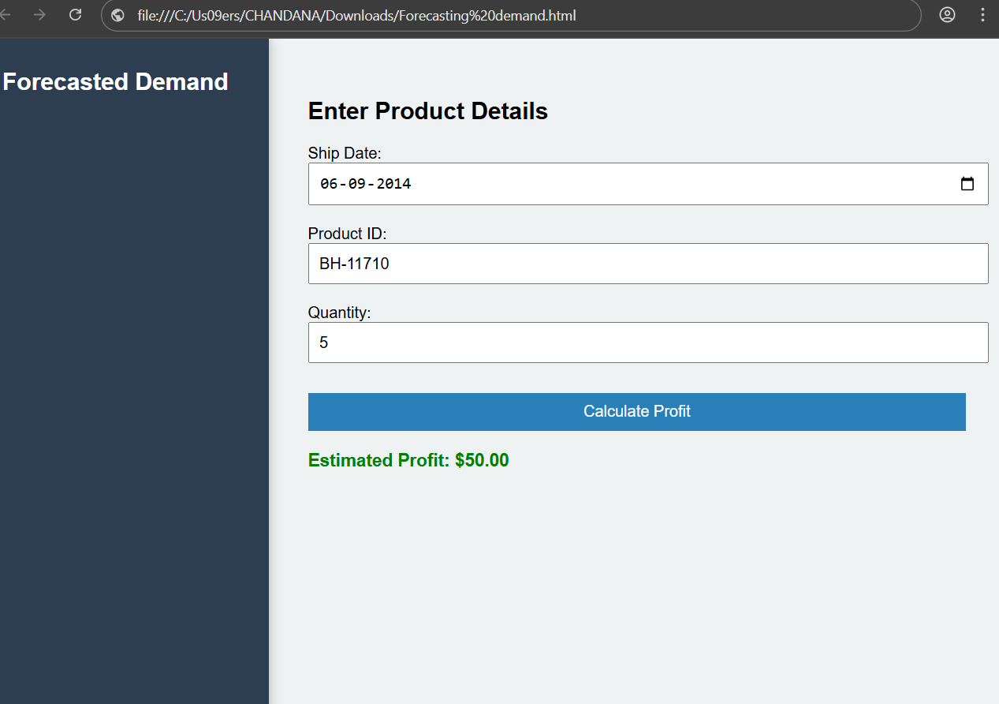 file:///C:/Us09ers/CHANDANA/Downloads/Forecasting%20demand.html
Forecasted Demand
Enter Product Details
Ship Date:
06-09-2014
Product ID:
BH-11710
Quantity:
5
Calculate Profit
Estimated Profit: $50.00